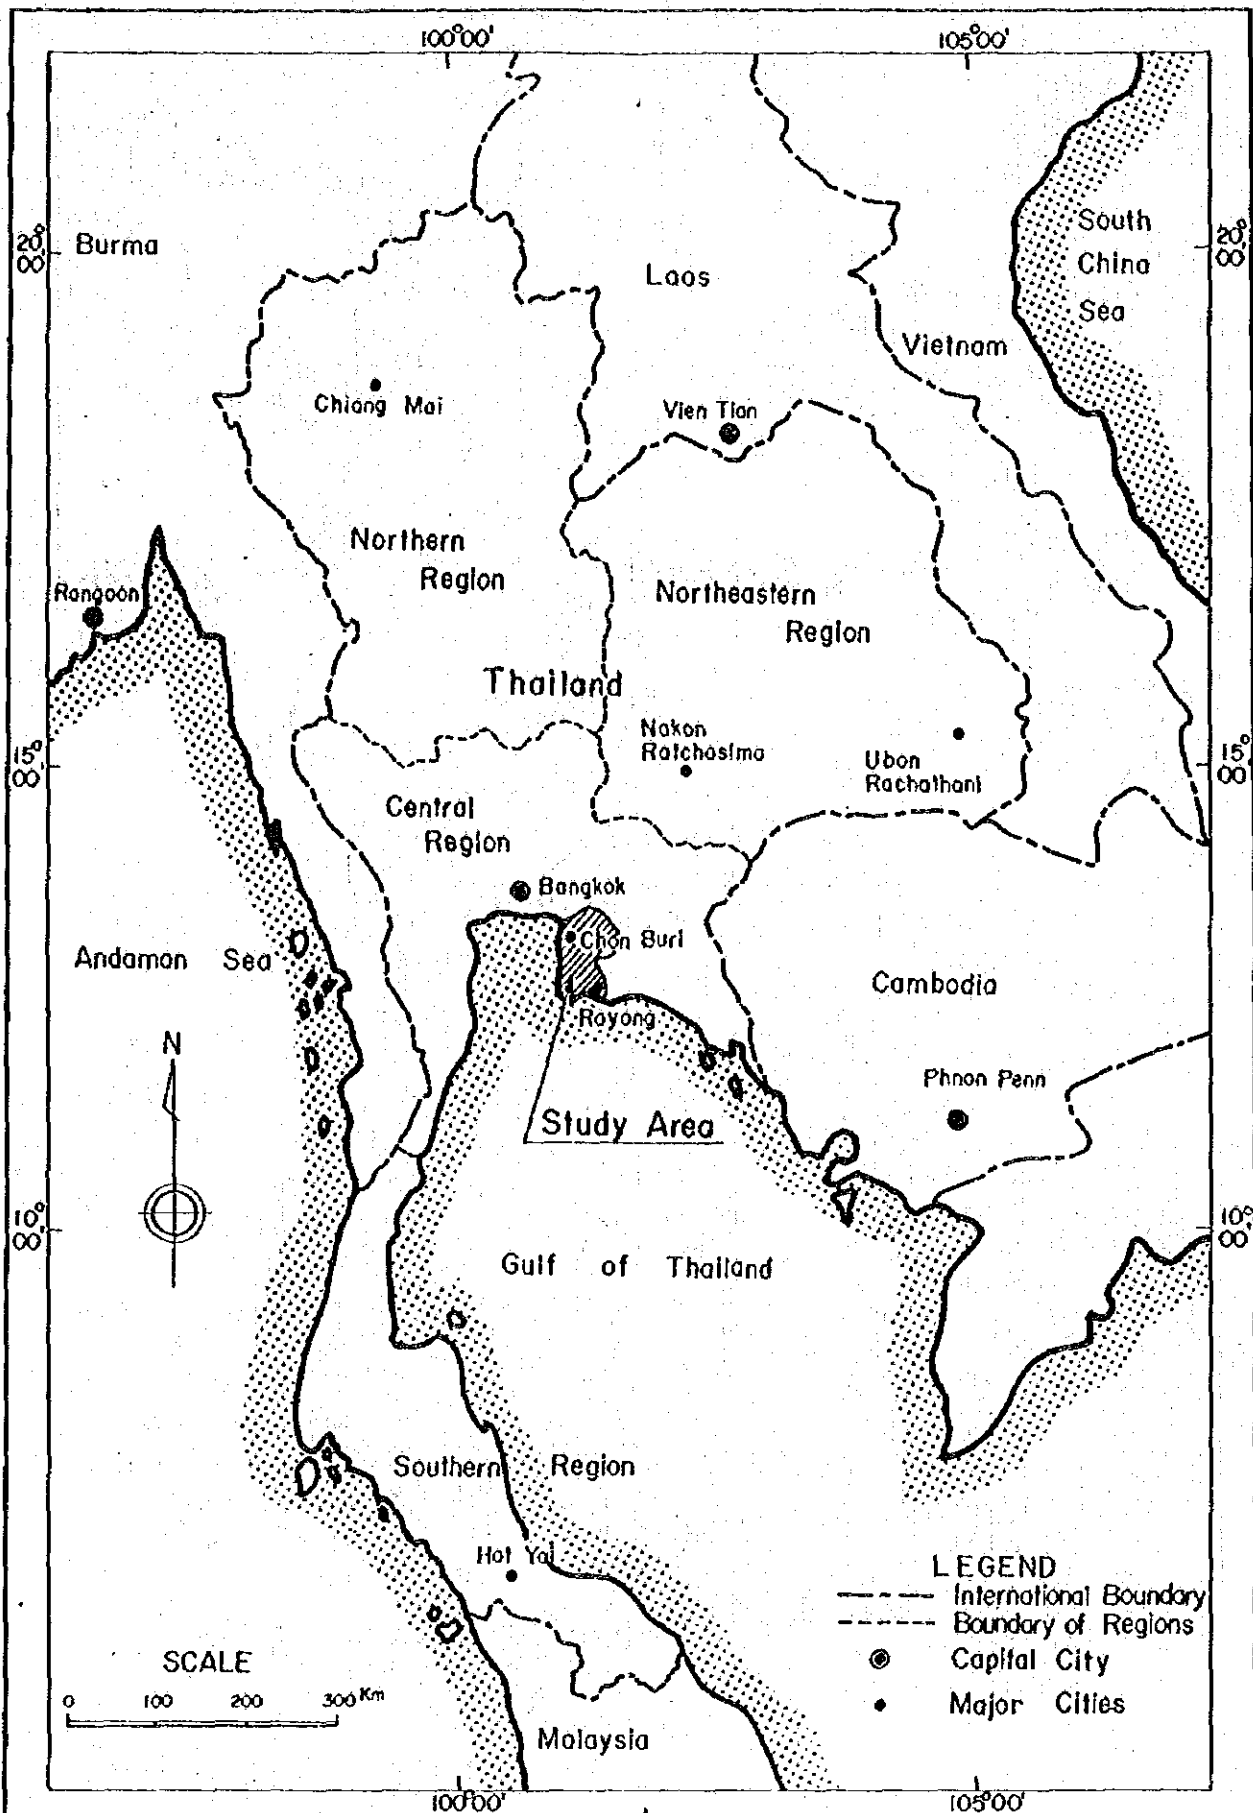 100°00'
105°00'
20°
00'
Burma
Laos
South
China
Sea
20°
00'
Vietnam
Chiang Mai
Vien Tian
Northern
Region
Rangoon
Northeastern
Region
Thailand
Nakon
Ratchasima
15°
00'
Ubon
Rachathani
15°
00'
Central
Region
Bangkok
Chon Buri
Andaman Sea
Cambodia
Rayong
N
Phnon Penn
Study Area
10°
00'
10°
00'
Gulf of Thailand
Southern Region
Hat Yai
LEGEND
International Boundary
Boundary of Regions
Capital City
Major Cities
SCALE
0 100 200 300 Km
Malaysia
100°00'
105°00'